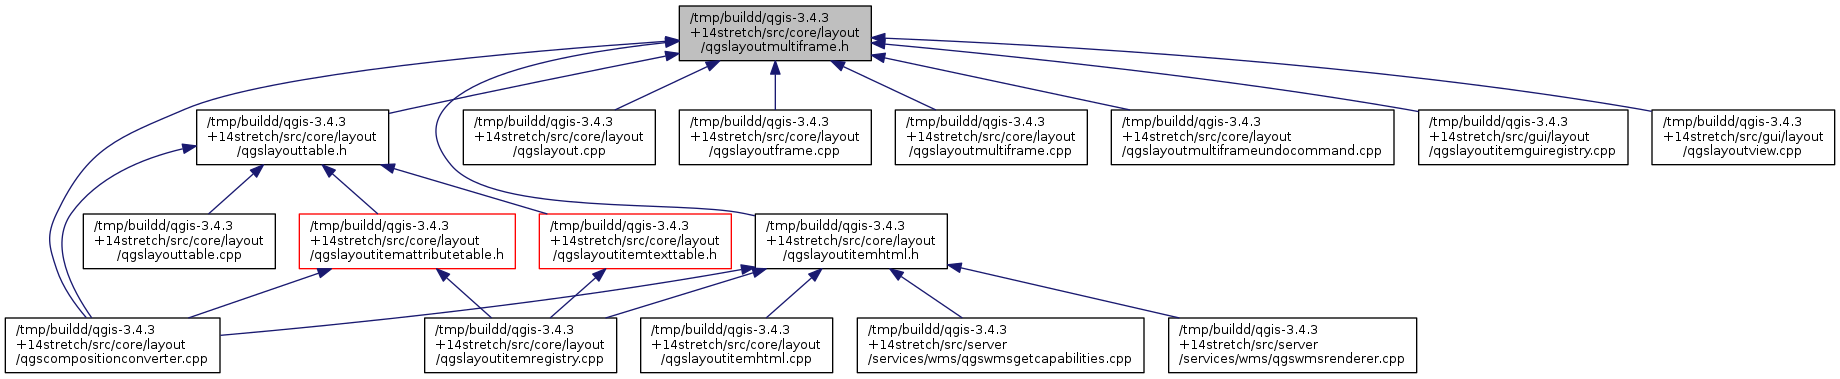 /tmp/buildd/qgis-3.4.3
+14stretch/src/core/layout
/qgslayoutmultiframe.h
/tmp/buildd/qgis-3.4.3
+14stretch/src/core/layout
/qgslayouttable.h
/tmp/buildd/qgis-3.4.3
+14stretch/src/core/layout
/qgslayout.cpp
/tmp/buildd/qgis-3.4.3
+14stretch/src/core/layout
/qgslayoutframe.cpp
/tmp/buildd/qgis-3.4.3
+14stretch/src/core/layout
/qgslayoutmultiframe.cpp
/tmp/buildd/qgis-3.4.3
+14stretch/src/core/layout
/qgslayoutmultiframeundocommand.cpp
/tmp/buildd/qgis-3.4.3
+14stretch/src/gui/layout
/qgslayoutitemguiregistry.cpp
/tmp/buildd/qgis-3.4.3
+14stretch/src/gui/layout
/qgslayoutview.cpp
/tmp/buildd/qgis-3.4.3
+14stretch/src/core/layout
/qgslayouttable.cpp
/tmp/buildd/qgis-3.4.3
+14stretch/src/core/layout
/qgslayoutitemattributetable.h
/tmp/buildd/qgis-3.4.3
+14stretch/src/core/layout
/qgslayoutitemtexttable.h
/tmp/buildd/qgis-3.4.3
+14stretch/src/core/layout
/qgslayoutitemhtml.h
/tmp/buildd/qgis-3.4.3
+14stretch/src/core/layout
/qgscompositionconverter.cpp
/tmp/buildd/qgis-3.4.3
+14stretch/src/core/layout
/qgslayoutitemregistry.cpp
/tmp/buildd/qgis-3.4.3
+14stretch/src/core/layout
/qgslayoutitemhtml.cpp
/tmp/buildd/qgis-3.4.3
+14stretch/src/server
/services/wms/qgswmsgetcapabilities.cpp
/tmp/buildd/qgis-3.4.3
+14stretch/src/server
/services/wms/qgswmsrenderer.cpp